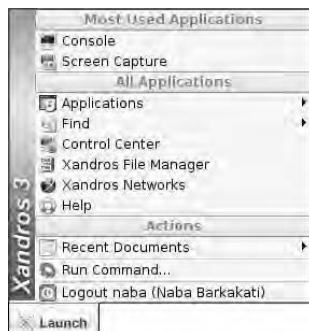 Most Used Applications
Console
Screen Capture
All Applications
Applications
Find
Control Center
Xandros File Manager
Xandros Networks
Help
Actions
Recent Documents
Run Command...
Logout naba (Naba Barkakati)
Xandros 3
Launch